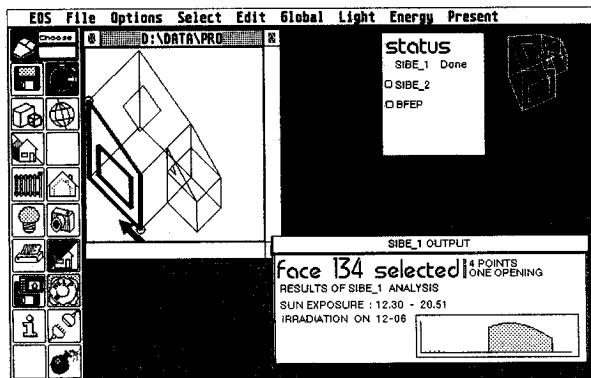 EOS File Options Select Edit Global Light Energy Present
Choose
D:\DATA\PRO
status
SIBE_1 Done
SIBE_2
BFEP
SIBE_1 OUTPUT
face 134 selected
4 POINTS
ONE OPENING
RESULTS OF SIBE_1 ANALYSIS
SUN EXPOSURE : 12.30 - 20.51
IRRADIATION ON 12-06
i